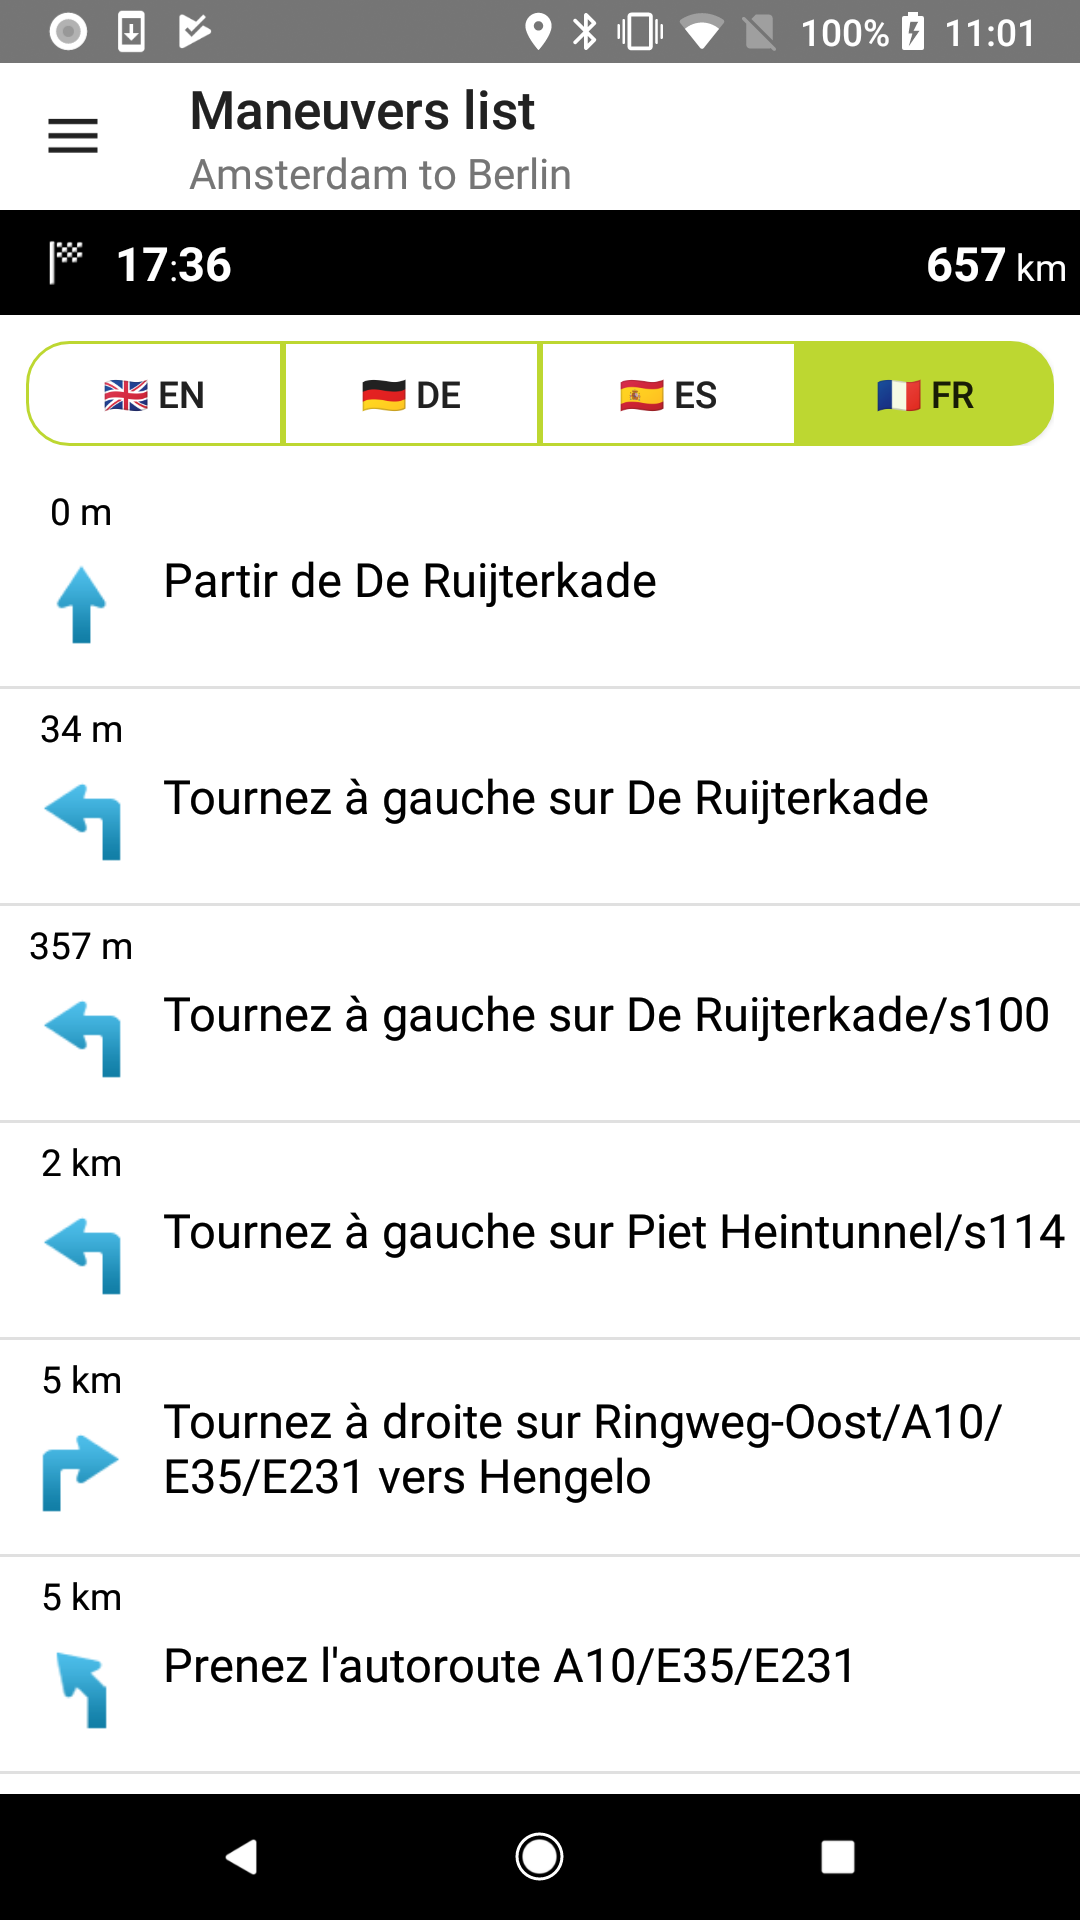 100% 11:01
Maneuvers list
Amsterdam to Berlin
17:36 657 km
EN DE ES FR
0 m
Partir de De Ruijterkade
34 m
Tournez à gauche sur De Ruijterkade
357 m
Tournez à gauche sur De Ruijterkade/s100
2 km
Tournez à gauche sur Piet Heintunnel/s114
5 km
Tournez à droite sur Ringweg-Oost/A10/
E35/E231 vers Hengelo
5 km
Prenez l'autoroute A10/E35/E231